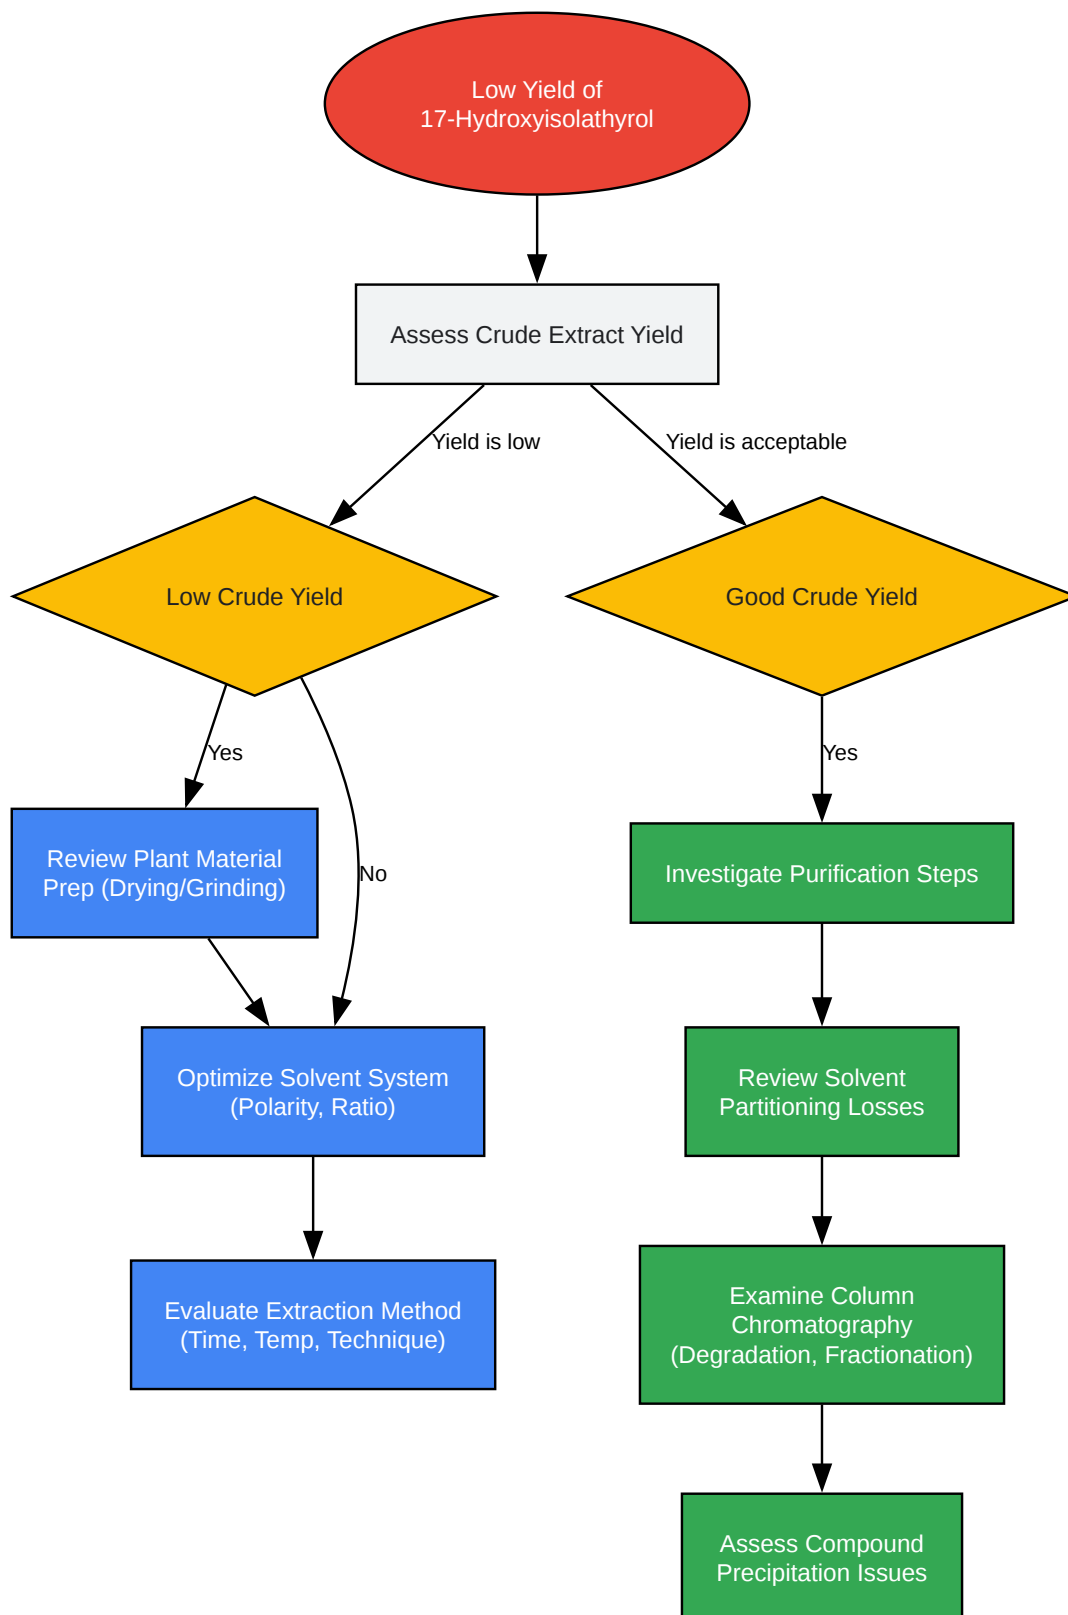 Low Yield of
17-Hydroxyisolathyrol
Assess Crude Extract Yield
Yield is low
Yield is acceptable
Low Crude Yield
Good Crude Yield
Yes
Yes
Review Plant Material
Prep (Drying/Grinding)
No
Investigate Purification Steps
Optimize Solvent System
(Polarity, Ratio)
Review Solvent
Partitioning Losses
Evaluate Extraction Method
(Time, Temp, Technique)
Examine Column
Chromatography
(Degradation, Fractionation)
Assess Compound
Precipitation Issues